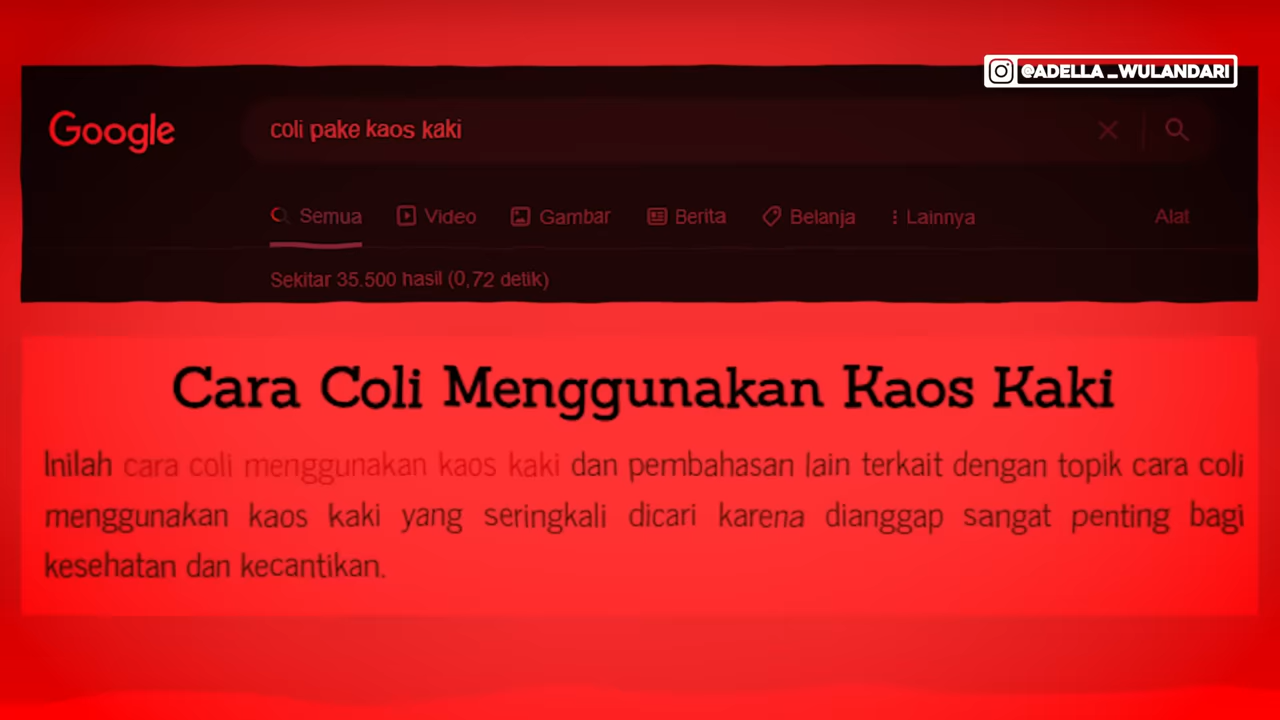 @ADELLA_WULANDARI
Google
coli pake kaos kaki
Semua Video Gambar Berita Belanja Lainnya Alat
Sekitar 35.500 hasil (0,72 detik)
Cara Coli Menggunakan Kaos Kaki
Inilah cara coli menggunakan kaos kaki dan pembahasan lain terkait dengan topik cara coli
menggunakan kaos kaki yang seringkali dicari karena dianggap sangat penting bagi
kesehatan dan kecantikan.